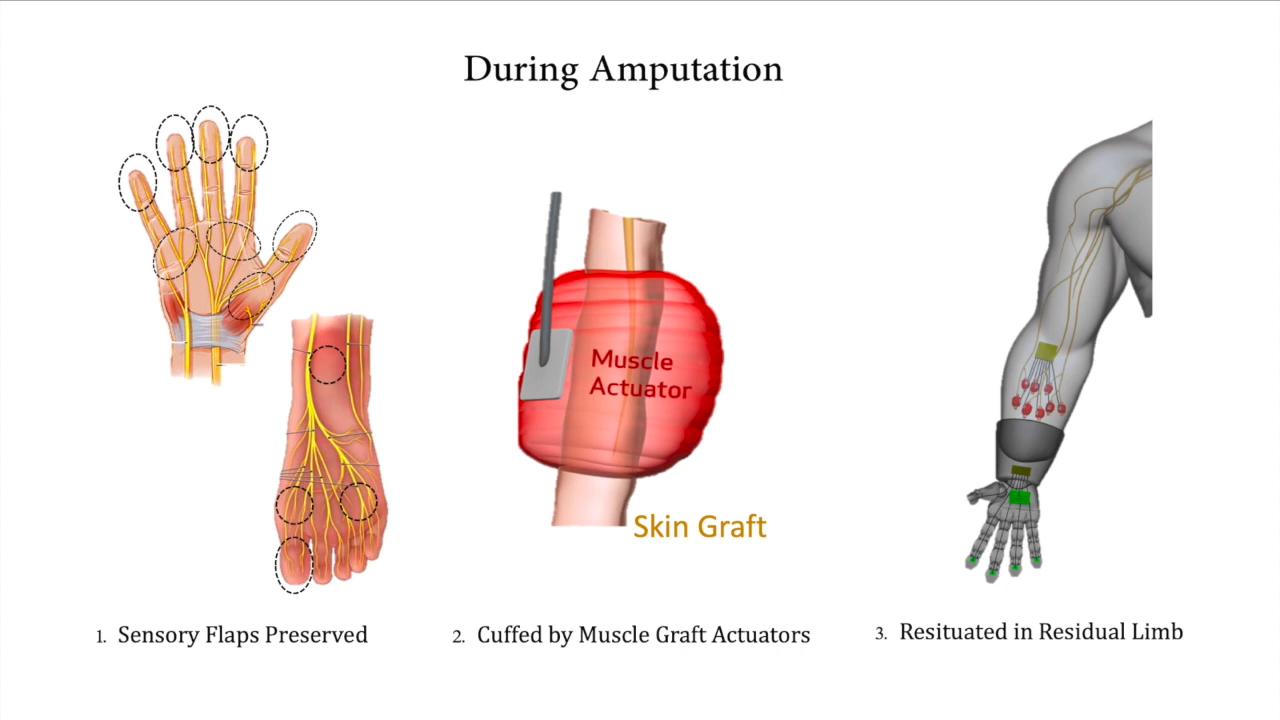 During Amputation
Muscle
Actuator
Skin Graft
1. Sensory Flaps Preserved
2. Cuffed by Muscle Graft Actuators
3. Resituated in Residual Limb